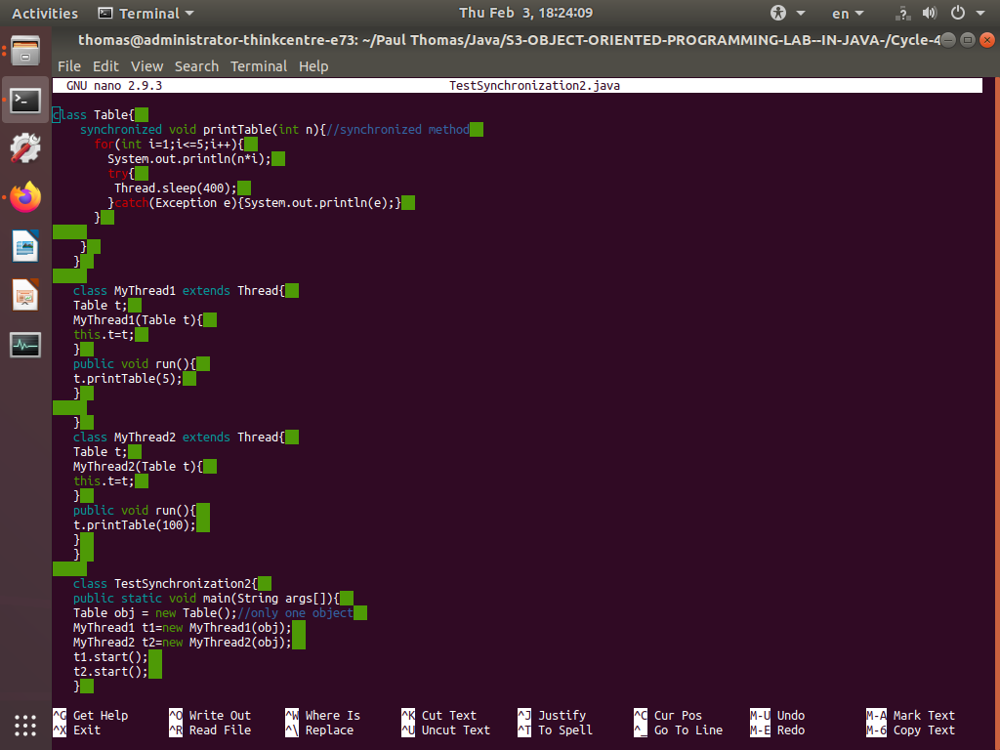 Activities Terminal Thu Feb 3, 18:24:09 en
thomas@administrator-thinkcentre-e73: ~/Paul Thomas/Java/S3-OBJECT-ORIENTED-PROGRAMMING-LAB--IN-JAVA-/Cycle-4
File Edit View Search Terminal Help
GNU nano 2.9.3 TestSynchronization2.java
class Table{
synchronized void printTable(int n){//synchronized method
for(int i=1;i<=5;i++){
System.out.println(n*i);
try{
Thread.sleep(400);
}catch(Exception e){System.out.println(e);}
}
}
}
class MyThread1 extends Thread{
Table t;
MyThread1(Table t){
this.t=t;
}
public void run(){
t.printTable(5);
}
}
class MyThread2 extends Thread{
Table t;
MyThread2(Table t){
this.t=t;
}
public void run(){
t.printTable(100);
}
}
class TestSynchronization2{
public static void main(String args[]){
Table obj = new Table();//only one object
MyThread1 t1=new MyThread1(obj);
MyThread2 t2=new MyThread2(obj);
t1.start();
t2.start();
}
^G Get Help ^O Write Out ^W Where Is ^K Cut Text ^J Justify ^C Cur Pos M-U Undo M-A Mark Text
^X Exit ^R Read File ^\ Replace ^U Uncut Text ^T To Spell ^_ Go To Line M-E Redo M-6 Copy Text